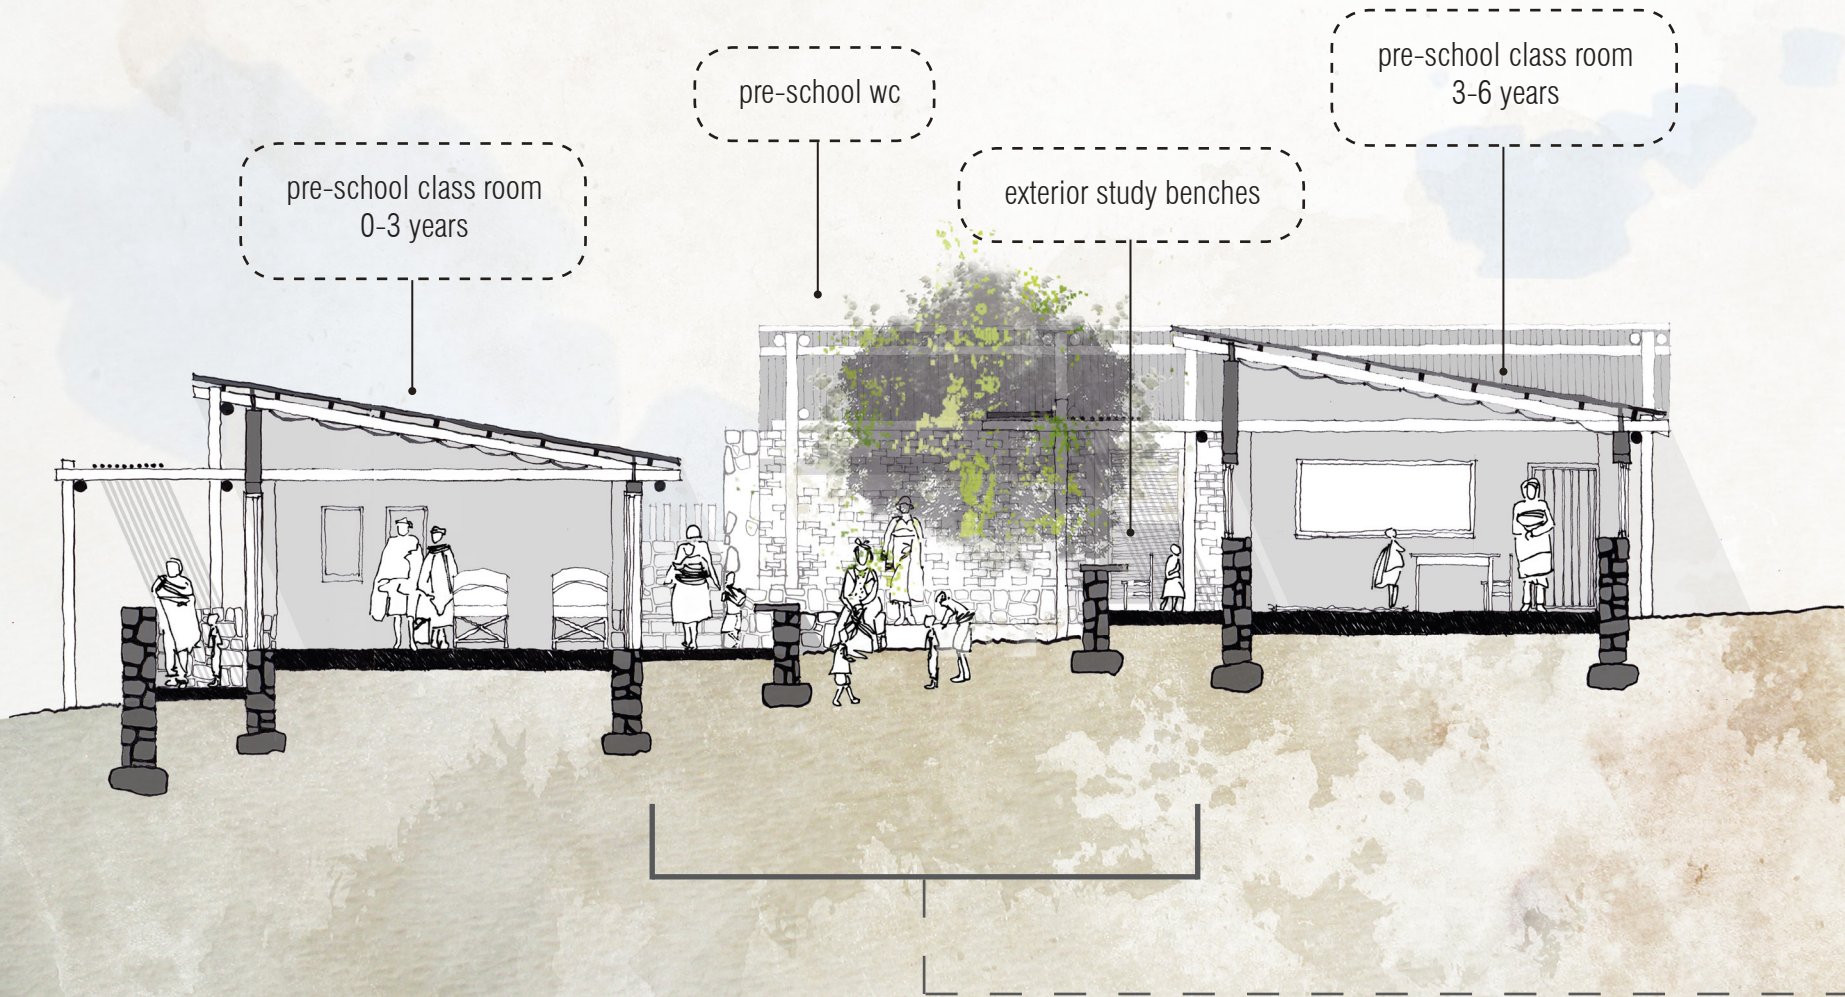 pre-school class room
0-3 years
pre-school wc
exterior study benches
pre-school class room
3-6 years